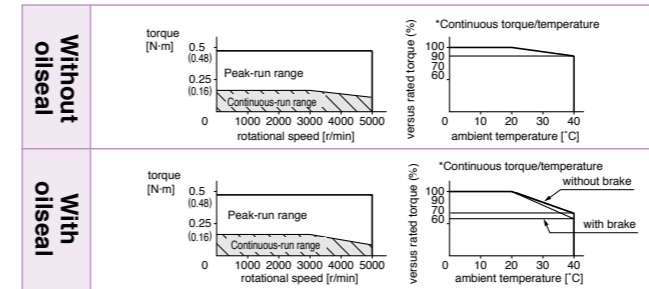 Without
oilseal
torque
[N·m]
0.5
(0.48)
0.25
(0.16)
Peak-run range
Continuous-run range
0 1000 2000 3000 4000 5000
rotational speed [r/min]
*Continuous torque/temperature
versus rated torque (%)
100
90
70
60
0 10 20 30 40
ambient temperature [˚C]
With
oilseal
torque
[N·m]
0.5
(0.48)
0.25
(0.16)
Peak-run range
Continuous-run range
0 1000 2000 3000 4000 5000
rotational speed [r/min]
*Continuous torque/temperature
without brake
versus rated torque (%)
100
90
70
60
with brake
0 10 20 30 40
ambient temperature [˚C]